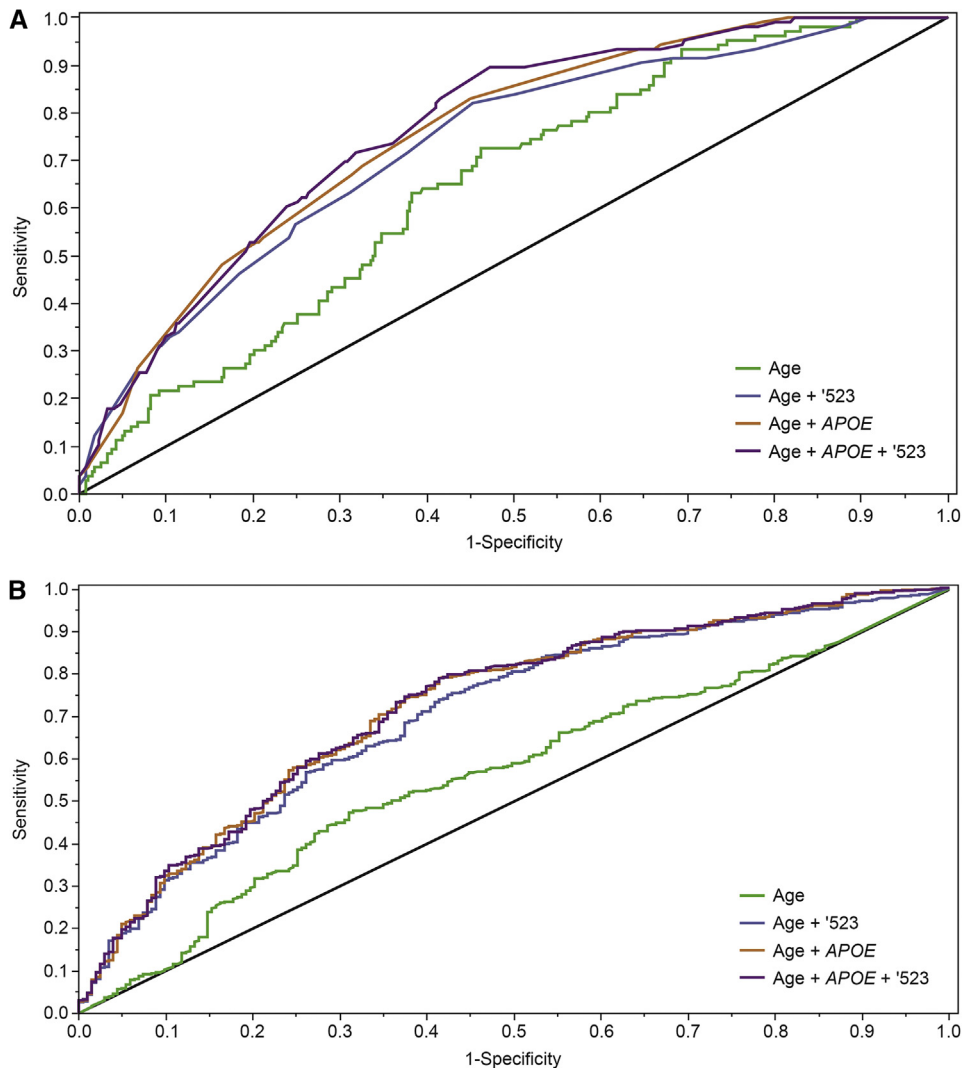 A
1.0
0.9
0.8
0.7
0.6
0.5
0.4
0.3
0.2
0.1
0.0
Sensitivity
Age
Age + '523
Age + APOE
Age + APOE + '523
0.0 0.1 0.2 0.3 0.4 0.5 0.6 0.7 0.8 0.9 1.0
1-Specificity
B
1.0
0.9
0.8
0.7
0.6
0.5
0.4
0.3
0.2
0.1
0.0
Sensitivity
Age
Age + '523
Age + APOE
Age + APOE + '523
0.0 0.1 0.2 0.3 0.4 0.5 0.6 0.7 0.8 0.9 1.0
1-Specificity